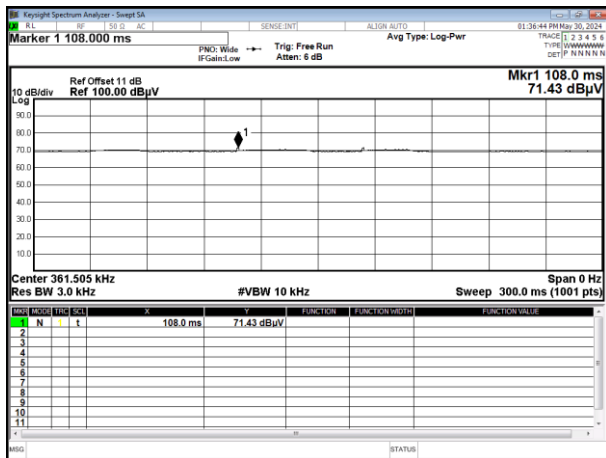 Keysight Spectrum Analyzer - Swept SA
RL RF 50 Ω AC SENSE:INT ALIGN AUTO 01:36:44 PM May 30, 2024
Marker 1 108.000 ms
PNO: Wide
IFGain:Low
Trig: Free Run
Atten: 6 dB
Avg Type: Log-Pwr
TRACE 1 2 3 4 5 6
TYPE WWWWWW
DET P N N N N N
Ref Offset 11 dB
10 dB/div Ref 100.00 dBµV
Log
Mkr1 108.0 ms
71.43 dBµV
90.0
80.0
1
70.0
60.0
50.0
40.0
30.0
20.0
10.0
Center 361.505 kHz
Span 0 Hz
Res BW 3.0 kHz
#VBW 10 kHz
Sweep 300.0 ms (1001 pts)
MKR MODE TRC SCL X Y FUNCTION FUNCTION WIDTH FUNCTION VALUE
1 N 1 t 108.0 ms 71.43 dBµV
2
3
4
5
6
7
8
9
10
11
MSG STATUS